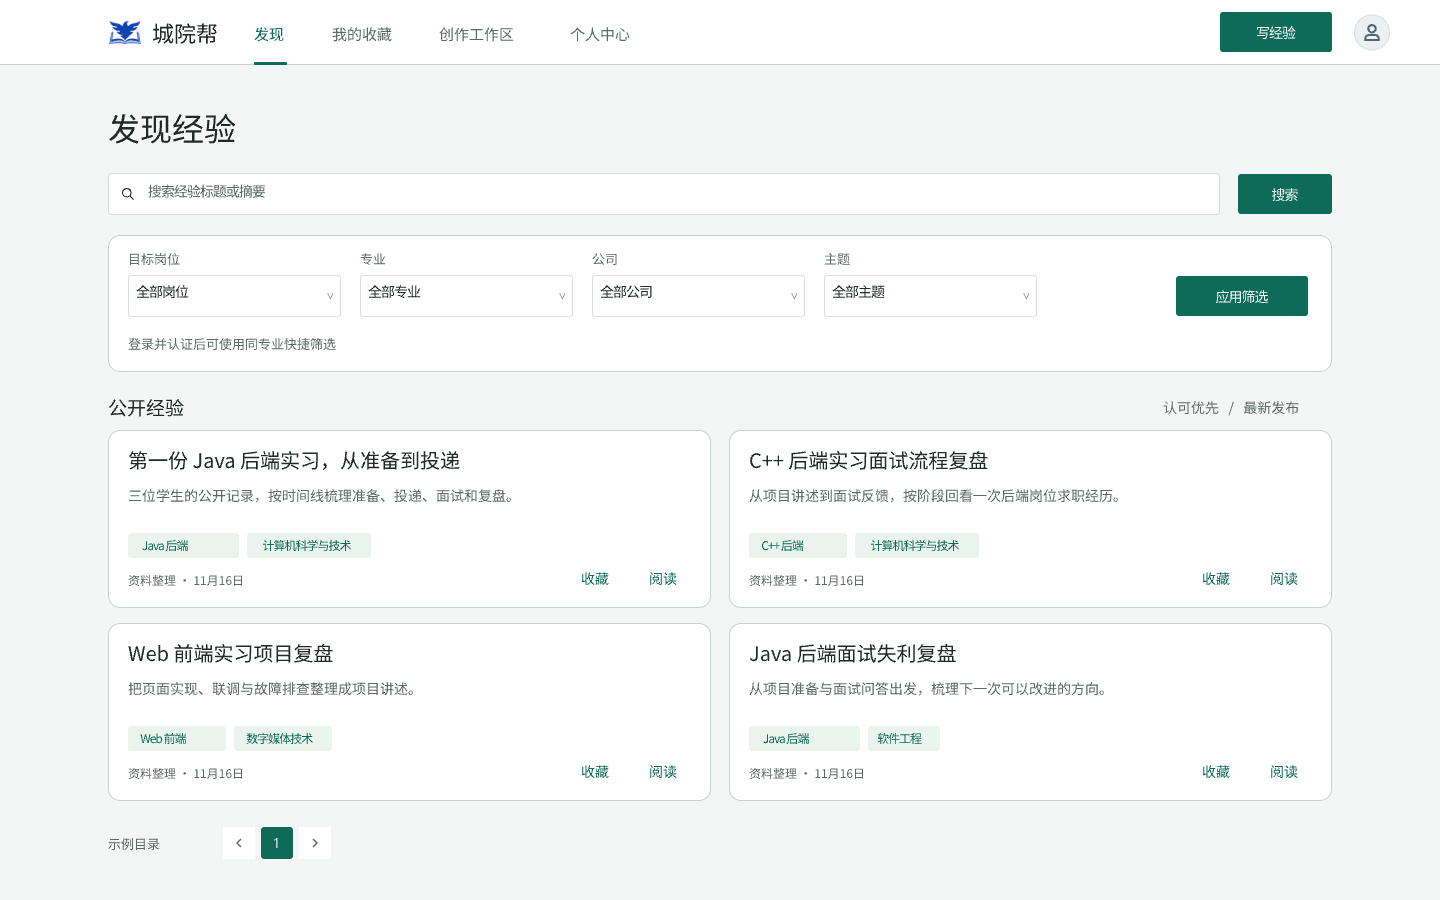 城院帮 发现 我的收藏 创作工作区 个人中心 写经验
发现经验
搜索经验标题或摘要 搜索
目标岗位 专业 公司 主题
全部岗位 全部专业 全部公司 全部主题 应用筛选
登录并认证后可使用同专业快捷筛选
公开经验 认可优先 / 最新发布
第一份 Java 后端实习，从准备到投递
三位学生的公开记录，按时间线梳理准备、投递、面试和复盘。
Java 后端 计算机科学与技术
资料整理 · 11月16日 收藏 阅读
C++ 后端实习面试流程复盘
从项目讲述到面试反馈，按阶段回看一次后端岗位求职经历。
C++ 后端 计算机科学与技术
资料整理 · 11月16日 收藏 阅读
Web 前端实习项目复盘
把页面实现、联调与故障排查整理成项目讲述。
Web 前端 数字媒体技术
资料整理 · 11月16日 收藏 阅读
Java 后端面试失利复盘
从项目准备与面试问答出发，梳理下一次可以改进的方向。
Java 后端 软件工程
资料整理 · 11月16日 收藏 阅读
示例目录 1